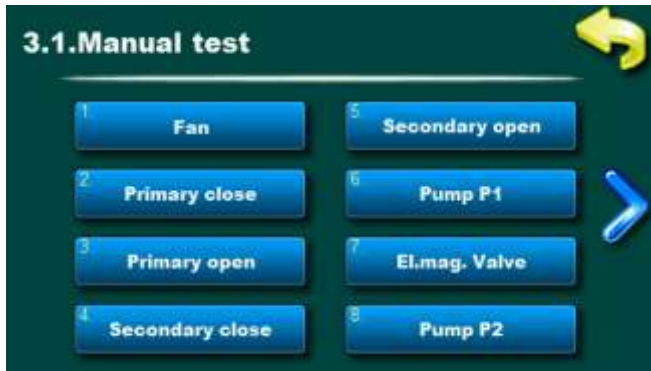 3.1.Manual test
1. Fan
2. Primary close
3 Primary open
4 Secondary close
5. Secondary open
6 Pump P1
7 El.mag. Valve
8 Pump P2